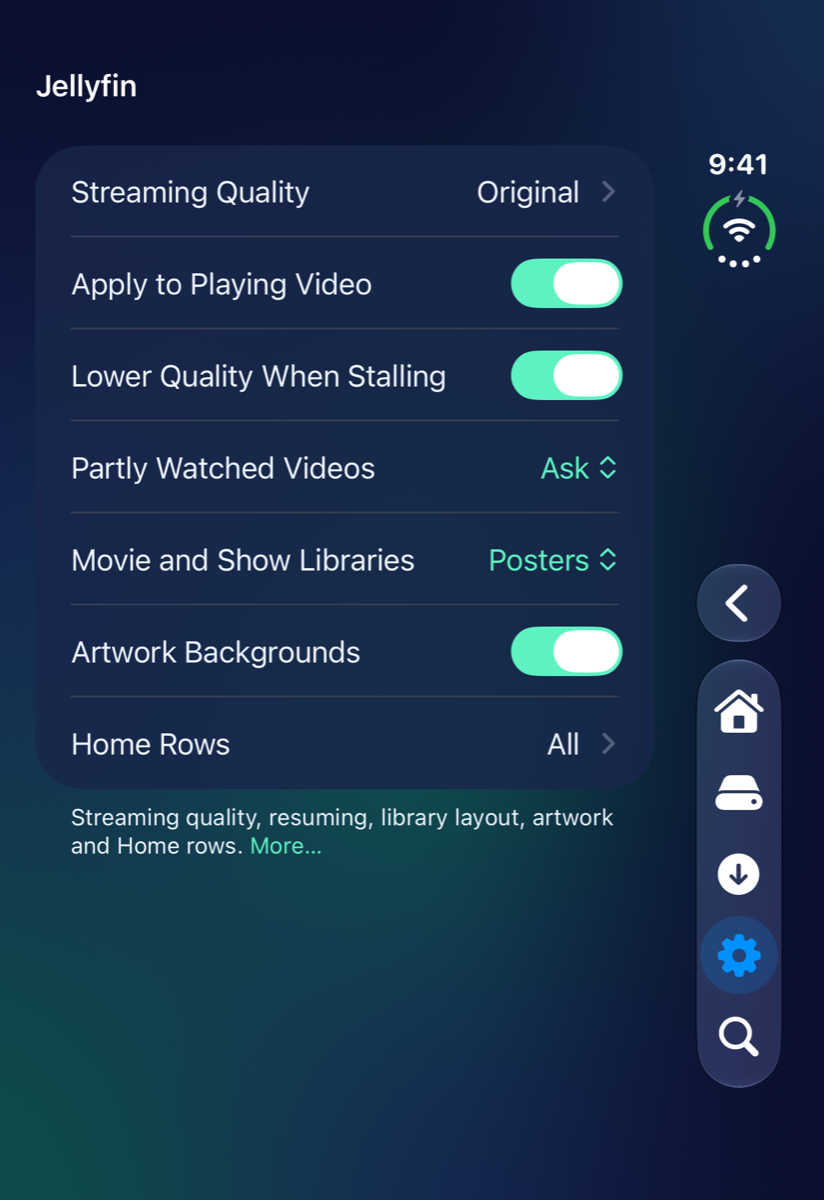 Jellyfin
9:41
Streaming Quality Original
Apply to Playing Video
Lower Quality When Stalling
Partly Watched Videos Ask
Movie and Show Libraries Posters
Artwork Backgrounds
Home Rows All
Streaming quality, resuming, library layout, artwork
and Home rows. More...